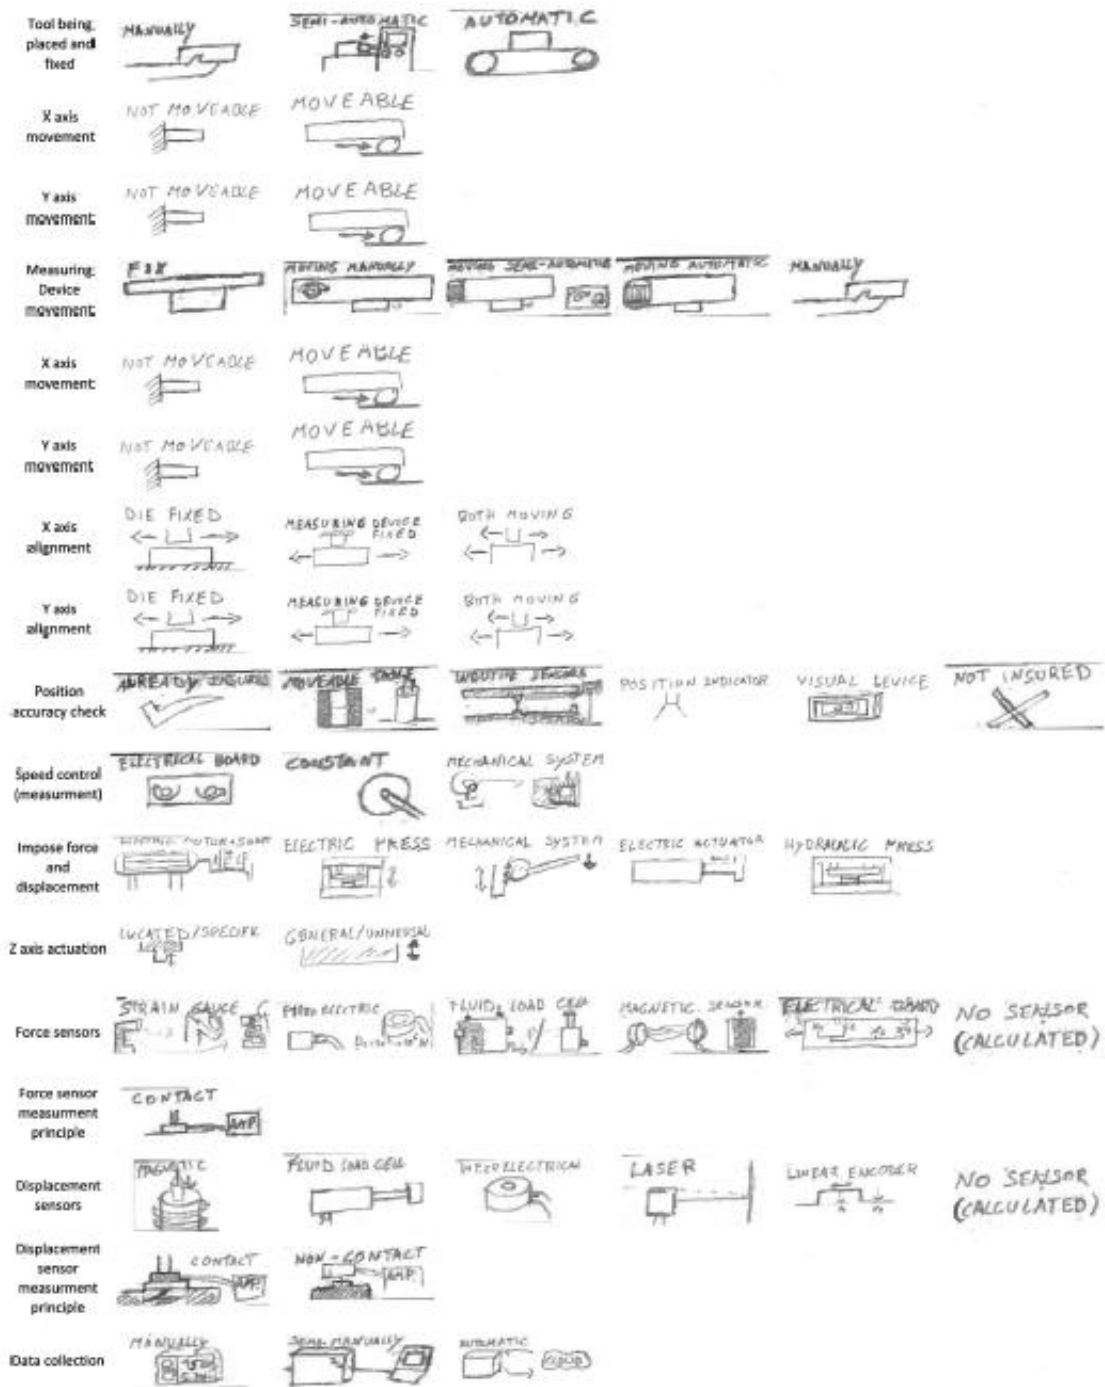 Tool being
placed and
fixed
MANUALLY
SEMI-AUTOMATIC
AUTOMATIC
X axis
movement
NOT MOVEABLE
MOVEABLE
Y axis
movement
NOT MOVEABLE
MOVEABLE
Measuring
Device
movement
FIX
MOVING MANUALLY
MOVING SEMI-AUTOMATIC
MOVING AUTOMATIC
MANUALLY
X axis
movement
NOT MOVEABLE
MOVEABLE
Y axis
movement
NOT MOVEABLE
MOVEABLE
X axis
alignment
DIE FIXED
MEASURING DEVICE
FIXED
BOTH MOVING
Y axis
alignment
DIE FIXED
MEASURING DEVICE
FIXED
BOTH MOVING
Position
accuracy check
ALREADY INSURED
MOVEABLE TABLE
SENSORS
POSITION INDICATOR
VISUAL DEVICE
NOT INSURED
Speed control
(measurment)
ELECTRICAL BOARD
CONSTANT
MECHANICAL SYSTEM
Impose force
and
displacement
ELECTRIC PRESS
MECHANICAL SYSTEM
ELECTRIC ACTUATOR
HYDRAULIC PRESS
Z axis actuation
LOCATED/SPECIFIC
GENERAL/UNIVERSAL
Force sensors
STRAIN GAUCE
FLUID LOAD CELL
MAGNETIC SENSOR
ELECTRICAL BOARD
NO SENSOR
(CALCULATED)
Force sensor
measurment
principle
CONTACT
AMP.
Displacement
sensors
MAGNETIC
FLUID LOAD CELL
LASER
LINEAR ENCODER
NO SENSOR
(CALCULATED)
Displacement
sensor
measurment
principle
CONTACT
AMP.
NON-CONTACT
AMP.
Data collection
MANUALLY
SEMI-MANUALLY
AUTOMATIC
CLOUD